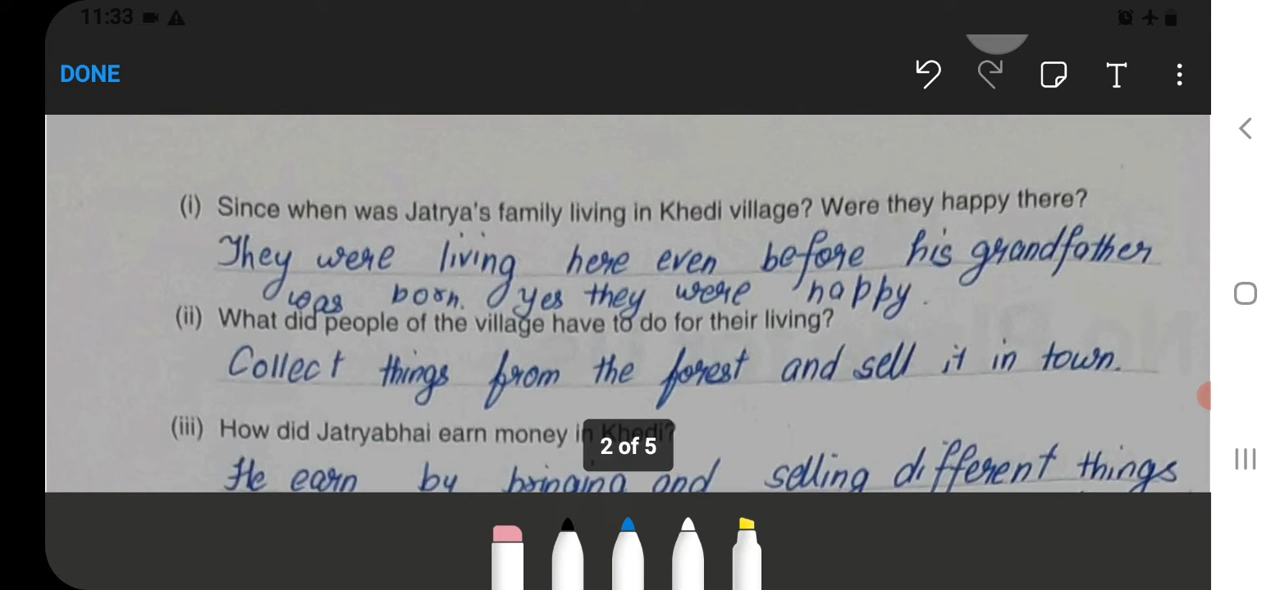 11:33
DONE
T
(i) Since when was Jatrya's family living in Khedi village? Were they happy there?
They were living here even before his grandfather
was born. yes they were happy.
(ii) What did people of the village have to do for their living?
Collect things from the forest and sell it in town.
(iii) How did Jatryabhai earn money in Khedi?
2 of 5
He earn by bringing and selling different things